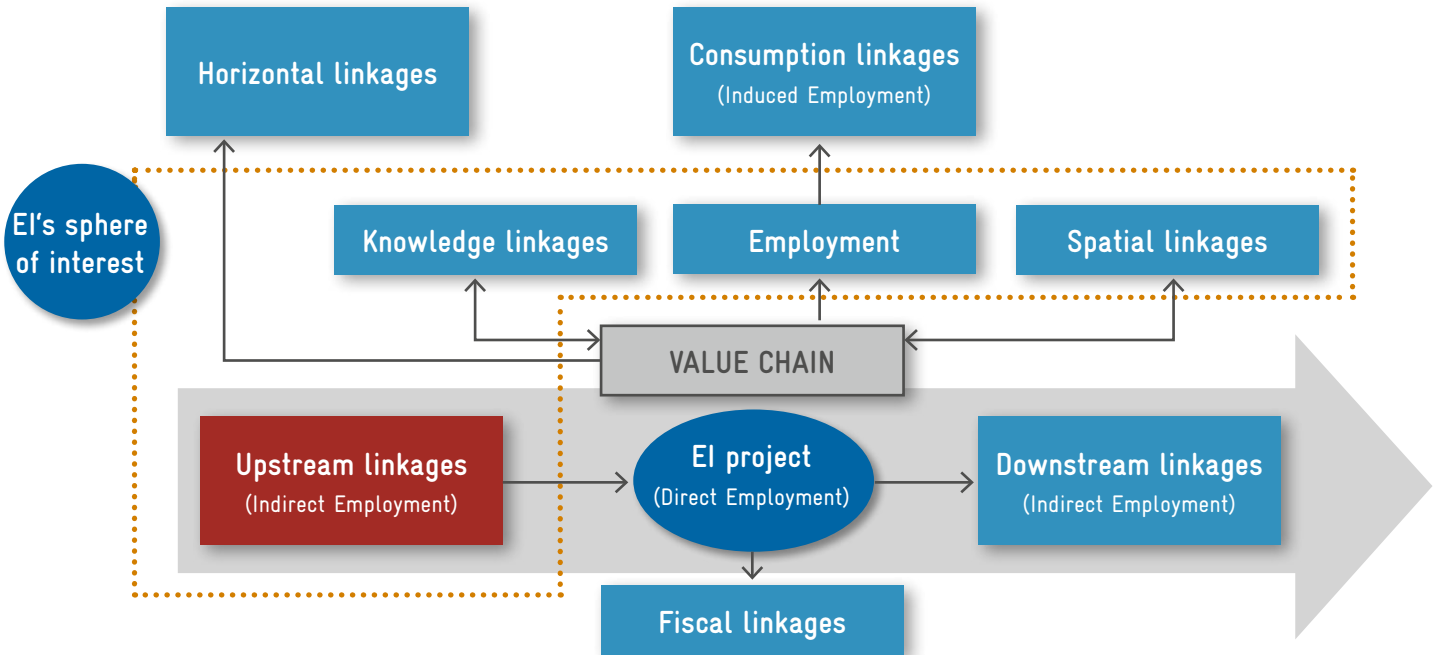 Horizontal linkages
Consumption linkages
(Induced Employment)
EI‘s sphere
of interest
Knowledge linkages
Employment
Spatial linkages
VALUE CHAIN
Upstream linkages
(Indirect Employment)
EI project
(Direct Employment)
Downstream linkages
(Indirect Employment)
Fiscal linkages